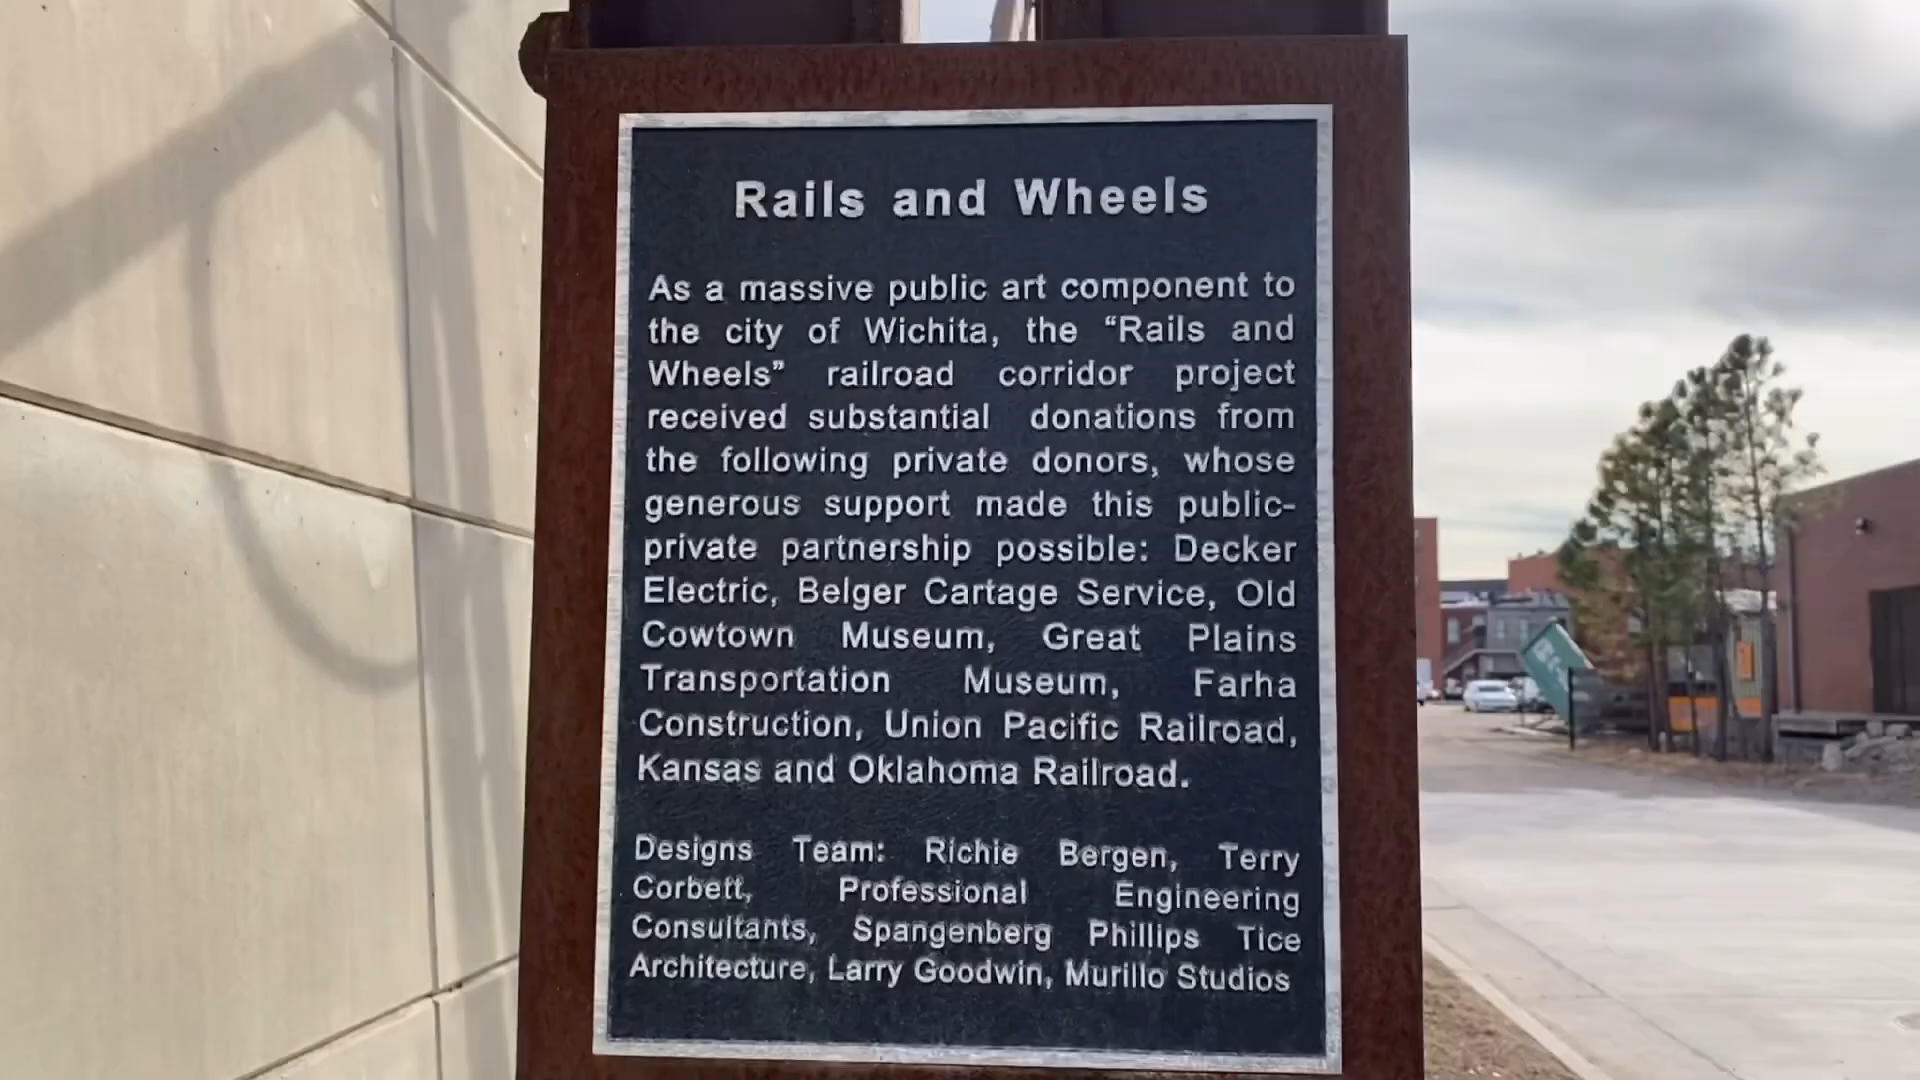 Rails and Wheels
As a massive public art component to
the city of Wichita, the “Rails and
Wheels” railroad corridor project
received substantial donations from
the following private donors, whose
generous support made this public-
private partnership possible: Decker
Electric, Belger Cartage Service, Old
Cowtown Museum, Great Plains
Transportation Museum, Farha
Construction, Union Pacific Railroad,
Kansas and Oklahoma Railroad.
Designs Team: Richie Bergen, Terry
Corbett, Professional Engineering
Consultants, Spangenberg Phillips Tice
Architecture, Larry Goodwin, Murillo Studios